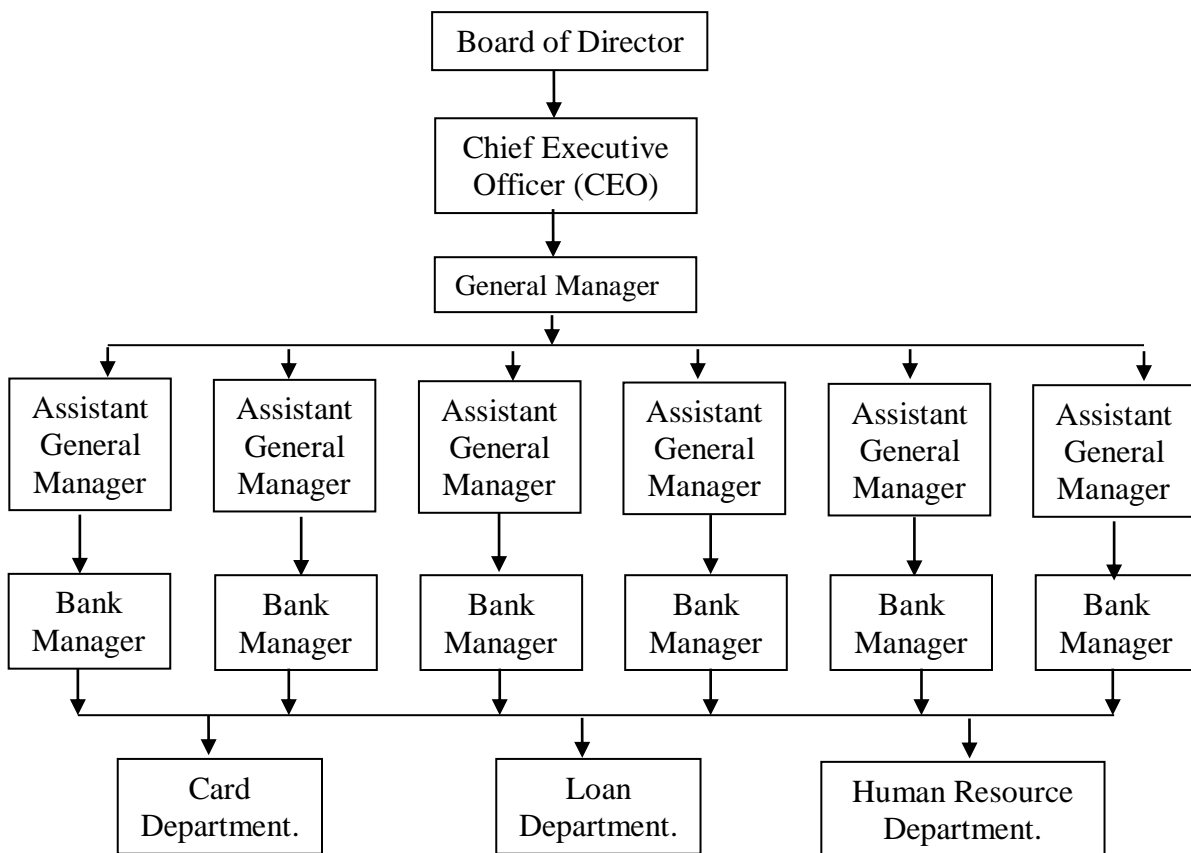 Board of Director
Chief Executive
Officer (CEO)
General Manager
Assistant
General
Manager
Assistant
General
Manager
Assistant
General
Manager
Assistant
General
Manager
Assistant
General
Manager
Assistant
General
Manager
Bank
Manager
Bank
Manager
Bank
Manager
Bank
Manager
Bank
Manager
Bank
Manager
Card
Department.
Loan
Department.
Human Resource
Department.